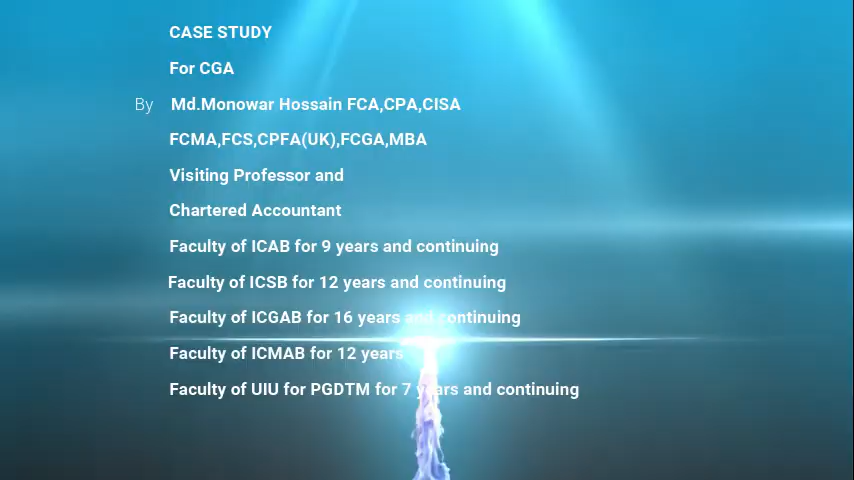 CASE STUDY
For CGA
By Md.Monowar Hossain FCA,CPA,CISA
FCMA,FCS,CPFA(UK),FCGA,MBA
Visiting Professor and
Chartered Accountant
Faculty of ICAB for 9 years and continuing
Faculty of ICSB for 12 years and continuing
Faculty of ICGAB for 16 years and continuing
Faculty of ICMAB for 12 years
Faculty of UIU for PGDTM for 7 years and continuing